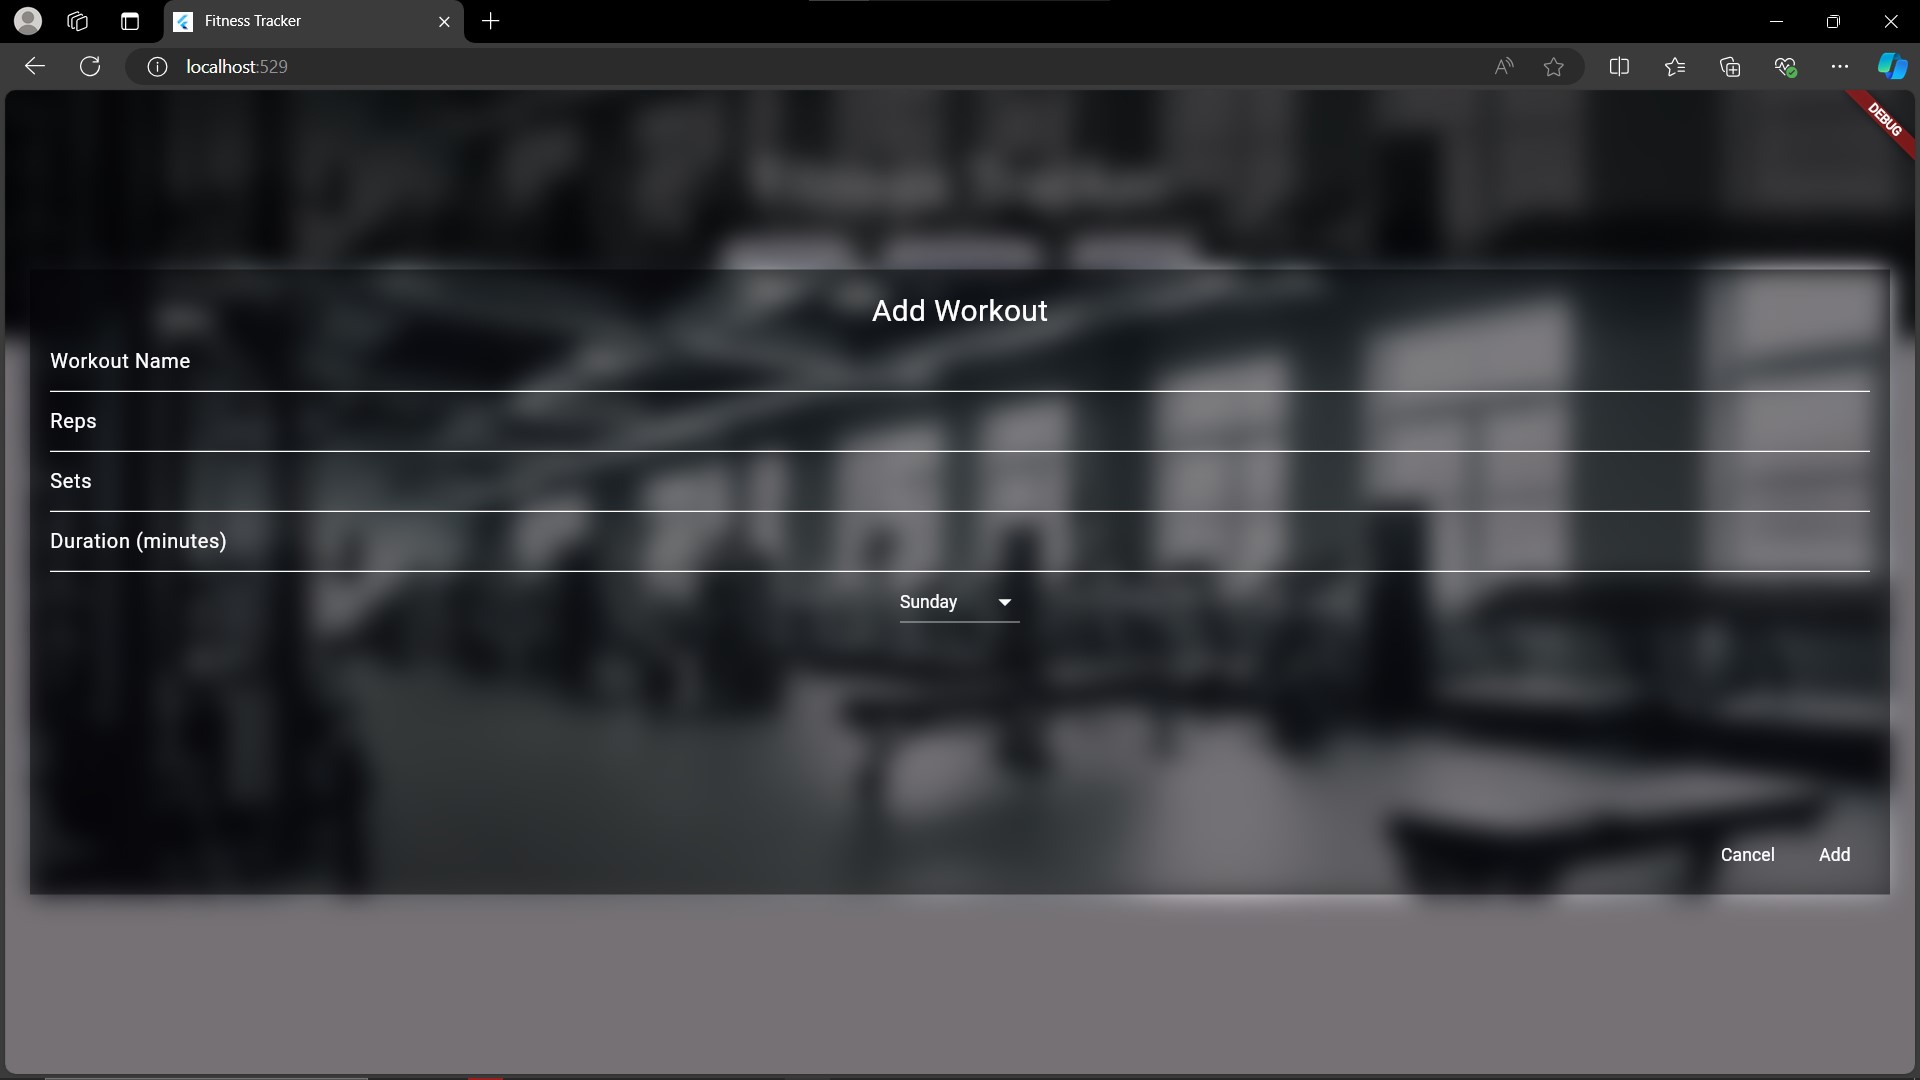 Fitness Tracker
localhost:529
DEBUG
Add Workout
Workout Name
Reps
Sets
Duration (minutes)
Sunday
Cancel Add